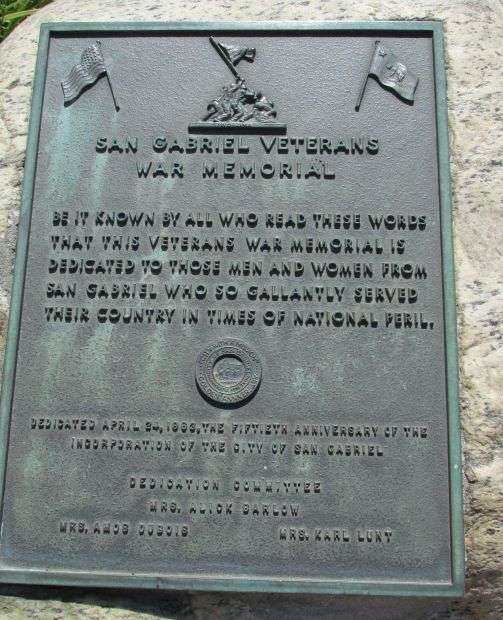 SAN GABRIEL VETERANS
WAR MEMORIAL
BE IT KNOWN BY ALL WHO READ THESE WORDS
THAT THIS VETERANS WAR MEMORIAL IS
DEDICATED TO THOSE MEN AND WOMEN FROM
SAN GABRIEL WHO SO GALLANTLY SERVED
THEIR COUNTRY IN TIMES OF NATIONAL PERIL.
DEDICATED APRIL 24, 1963, THE FIFTIETH ANNIVERSARY OF THE
INCORPORATION OF THE CITY OF SAN GABRIEL
DEDICATION COMMITTEE
MRS. ALICK BARLOW
MRS. AMOS DUBOIS MRS. KARL LUNT